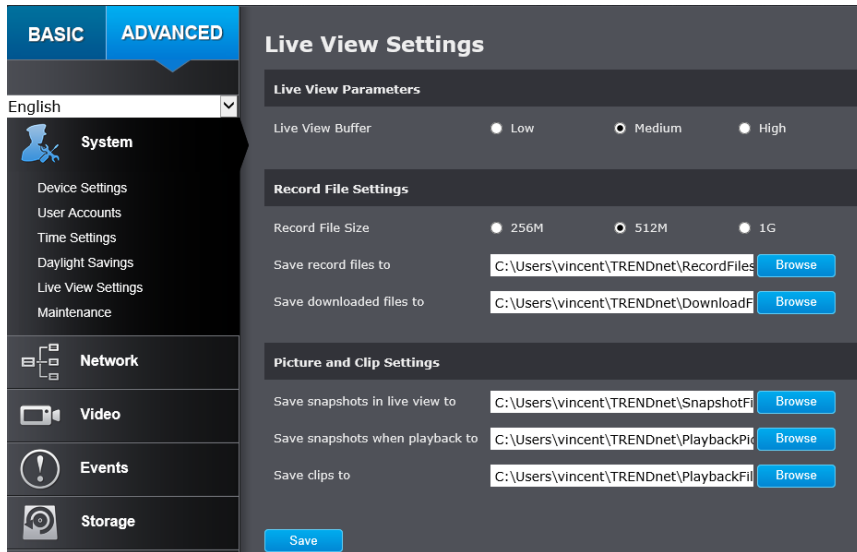 BASIC
ADVANCED
English
System
Device Settings
User Accounts
Time Settings
Daylight Savings
Live View Settings
Maintenance
Network
Video
Events
Storage
Live View Settings
Live View Parameters
Live View Buffer Low Medium High
Record File Settings
Record File Size 256M 512M 1G
Save record files to C:\Users\vincent\TRENDnet\RecordFiles Browse
Save downloaded files to C:\Users\vincent\TRENDnet\DownloadF Browse
Picture and Clip Settings
Save snapshots in live view to C:\Users\vincent\TRENDnet\SnapshotFi Browse
Save snapshots when playback to C:\Users\vincent\TRENDnet\PlaybackPic Browse
Save clips to C:\Users\vincent\TRENDnet\PlaybackFil Browse
Save